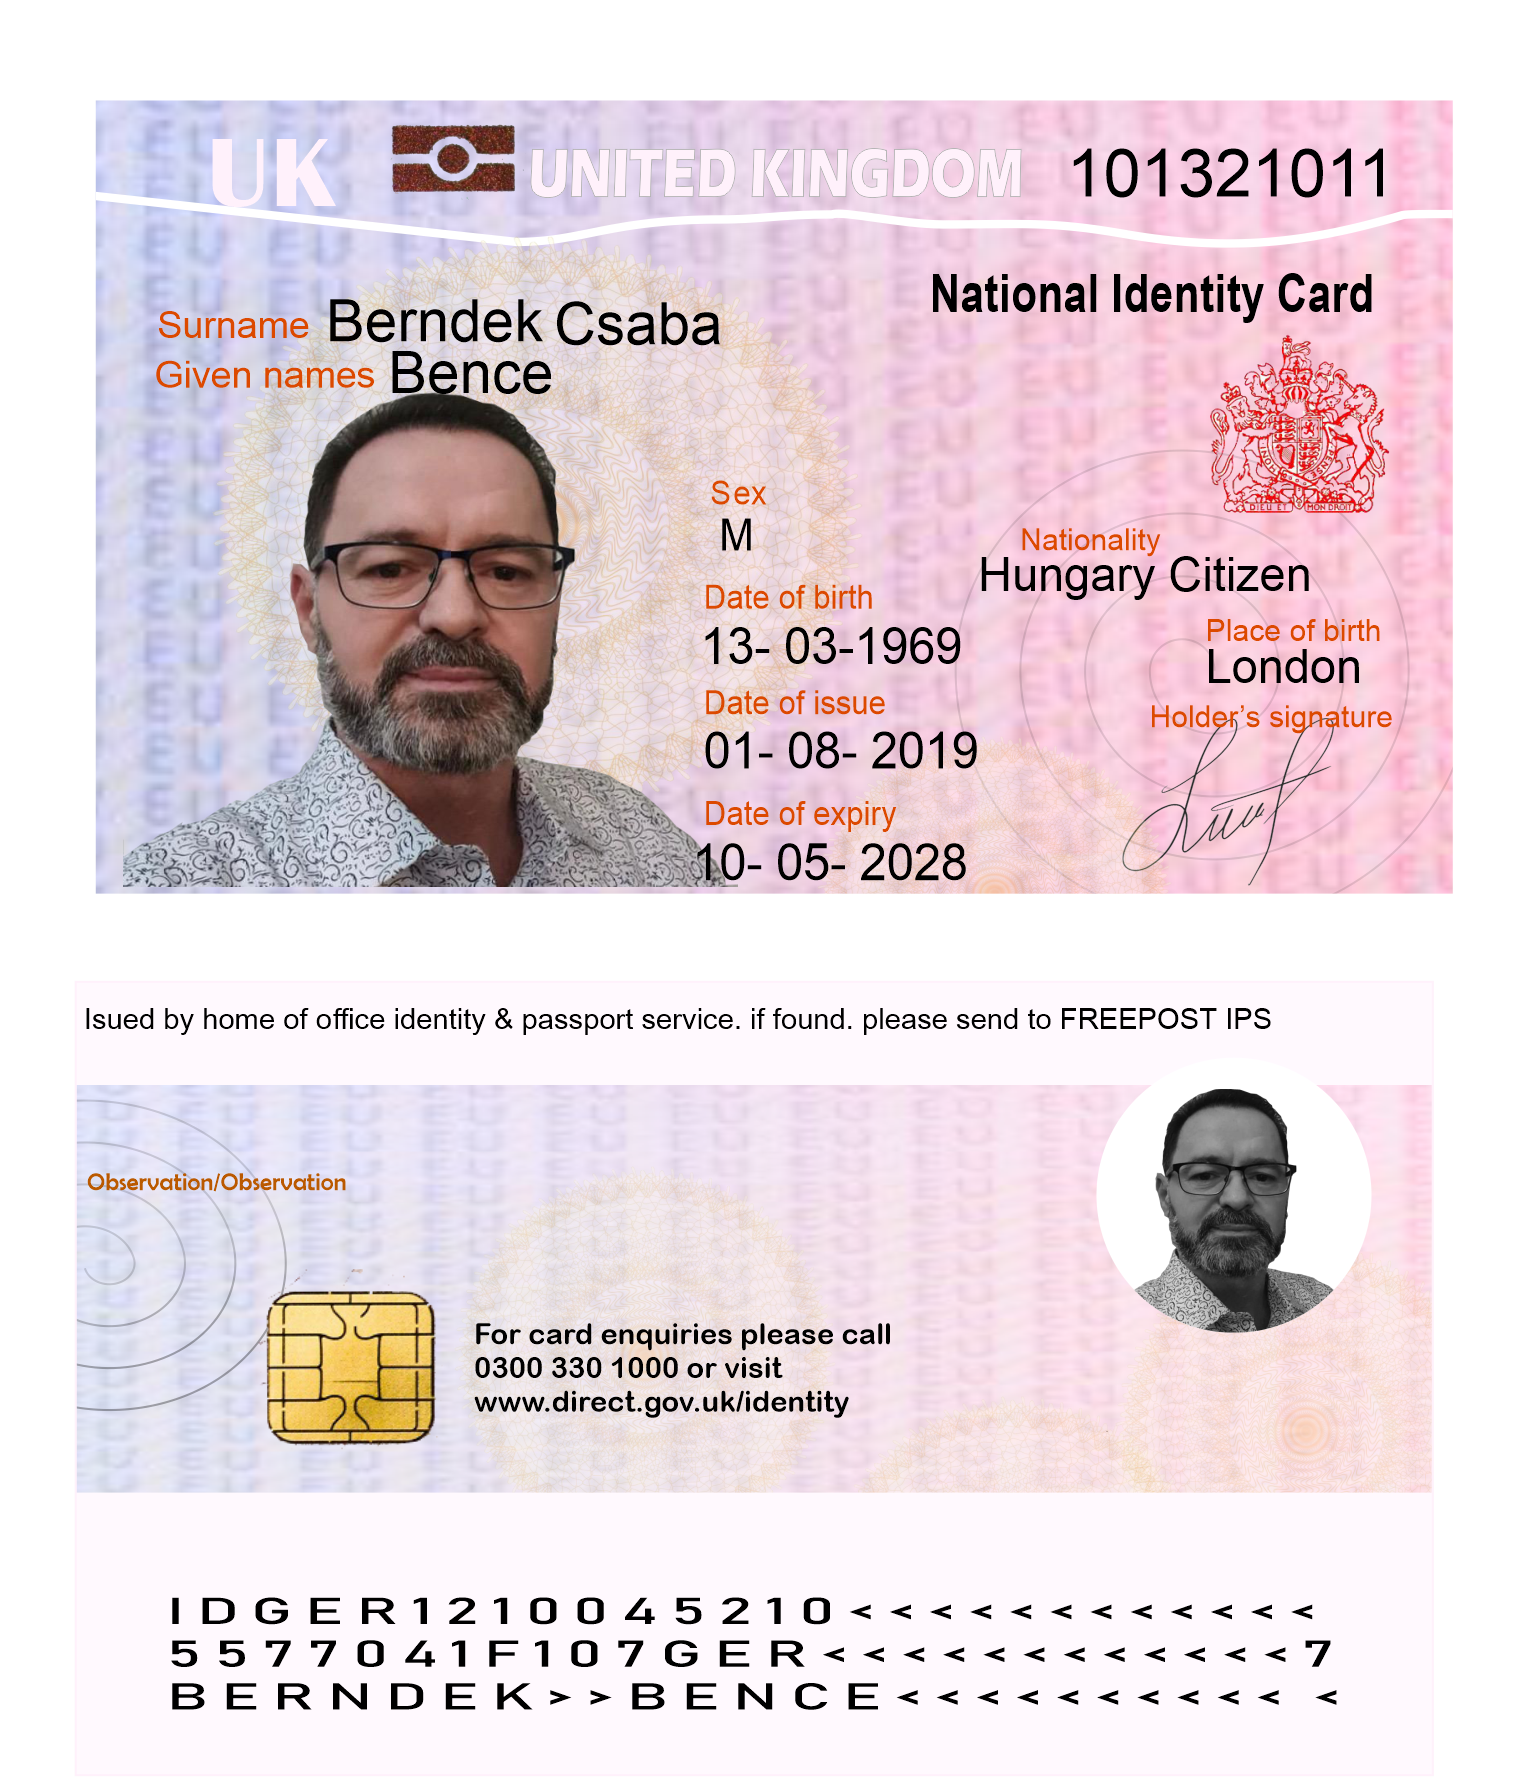 UK UNITED KINGDOM 101321011
National Identity Card
Surname Berndek Csaba
Given names Bence
Sex
M
Nationality
Hungary Citizen
Date of birth
13- 03-1969
Place of birth
London
Date of issue
01- 08- 2019
Holder’s signature
Date of expiry
10- 05- 2028
DIEU ET MON DROIT
Isued by home of office identity & passport service. if found. please send to FREEPOST IPS
Observation/Observation
For card enquiries please call
0300 330 1000 or visit
www.direct.gov.uk/identity
IDGER1210045210<<<<<<<<<<<<
5577041F107GER<<<<<<<<<<<<7
BERNDEK>>BENCE<<<<<<<<<< <